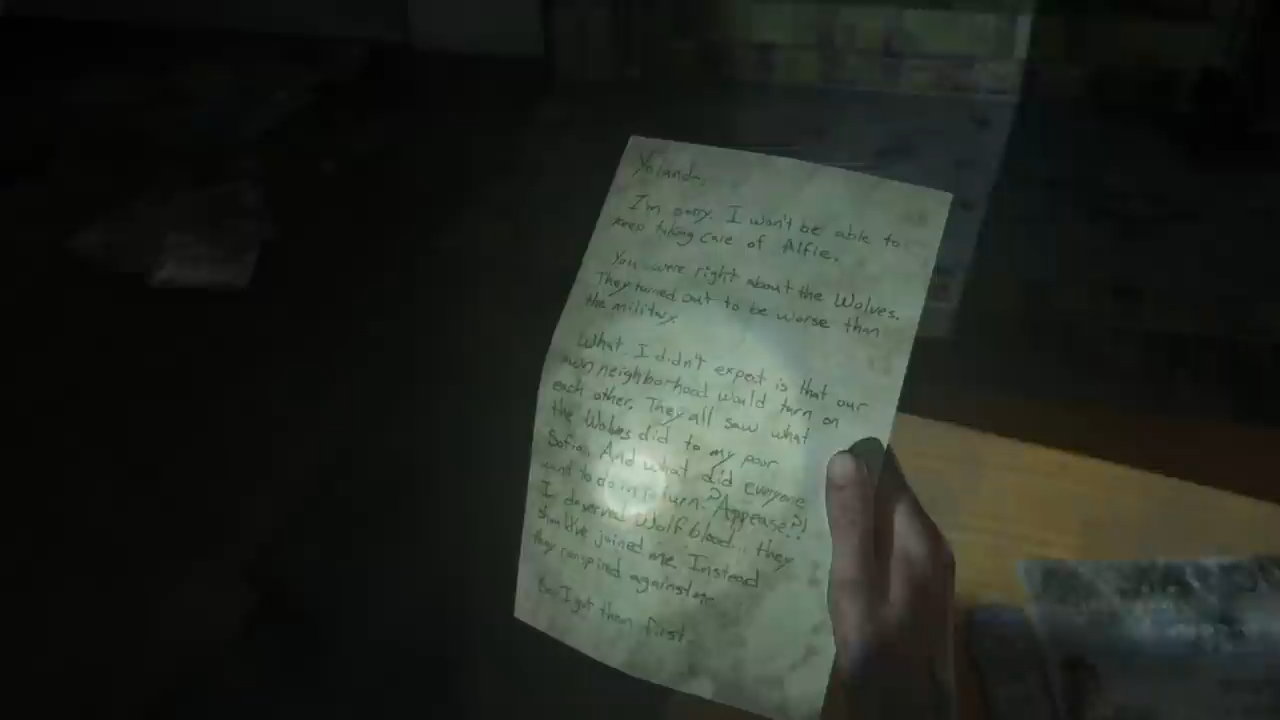 Yolanda,
I'm sorry. I won't be able to
keep taking care of Alfie.
You were right about the Wolves.
They turned out to be worse than
the military.
What I didn't expect is that our
own neighborhood would turn on
each other. They all saw what
the Wolves did to my poor
Sofia. And what did everyone
want to do in return? "Appease?!
I deserved Wolf blood... they
should've joined me. Instead
they conspired against me.
But I got them first.